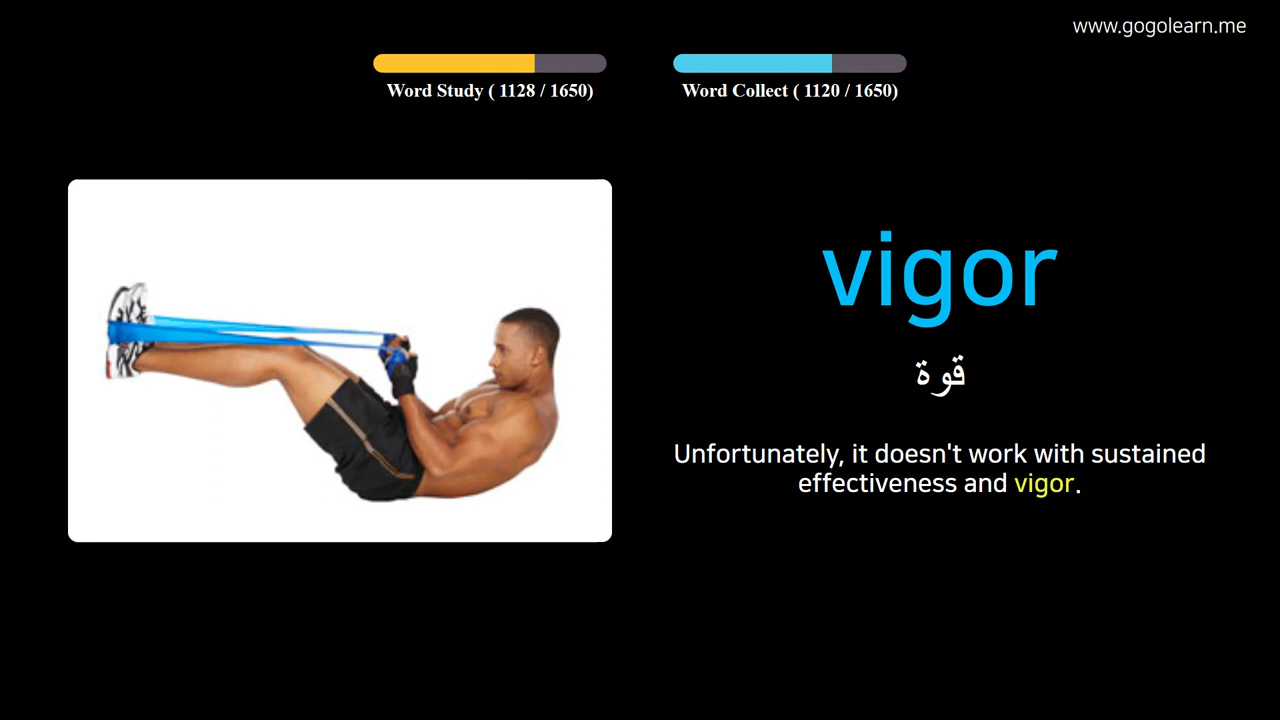 www.gogolearn.me
Word Study ( 1128 / 1650)
Word Collect ( 1120 / 1650)
vigor
قوة
Unfortunately, it doesn't work with sustained
effectiveness and vigor.